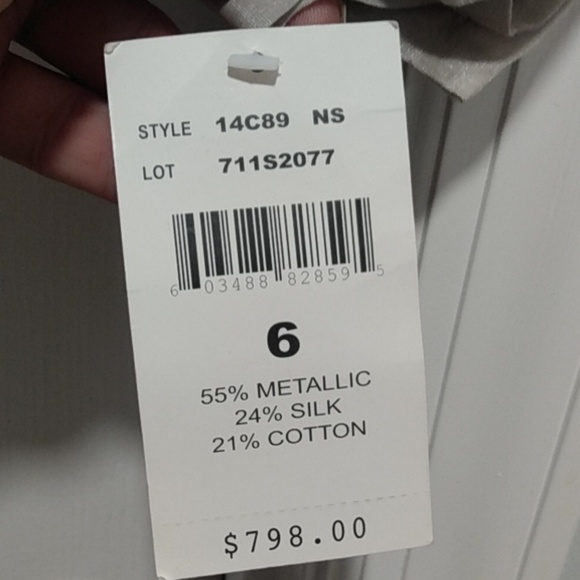 STYLE 14C89 NS
LOT 711S2077
6 03488 82859 5
6
55% METALLIC
24% SILK
21% COTTON
$798.00